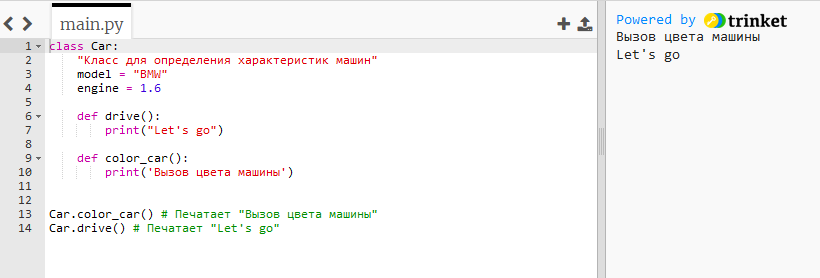 main.py
Powered by trinket
Вызов цвета машины
Let's go
1 class Car:
2 "Класс для определения характеристик машин"
3 model = "BMW"
4 engine = 1.6
5
6 def drive():
7 print("Let's go")
8
9 def color_car():
10 print('Вызов цвета машины')
11
12
13 Car.color_car() # Печатает "Вызов цвета машины"
14 Car.drive() # Печатает "Let's go"